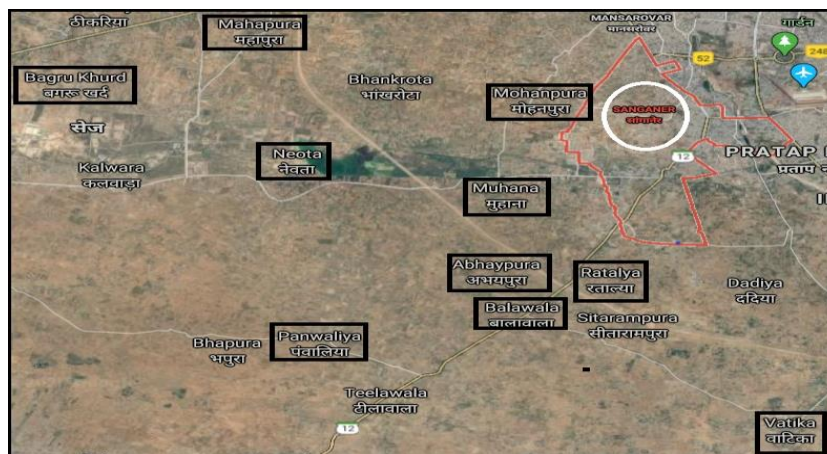 ठीकरिया
Mahapura
महापुरा
MANSAROVAR
मानसरोवर
गार्डन
52
248
Bagru Khurd
बगरू खुर्द
Bhankrota
भांखरोटा
Mohanpura
मोहनपुरा
SANGANER
सांगानेर
सेज
Kalwara
कलवाड़ा
Neota
नेवता
12
PRATAP
प्रताप
Muhana
मुहाना
Abhaypura
अभयपुरा
Ratalya
रताल्या
Dadiya
ददिया
Balawala
बालावाला
Sitarampura
सीतारामपुरा
Bhapura
भपुरा
Panwaliya
पंवालिया
Teelawala
टीलावाला
12
Vatika
वाटिका